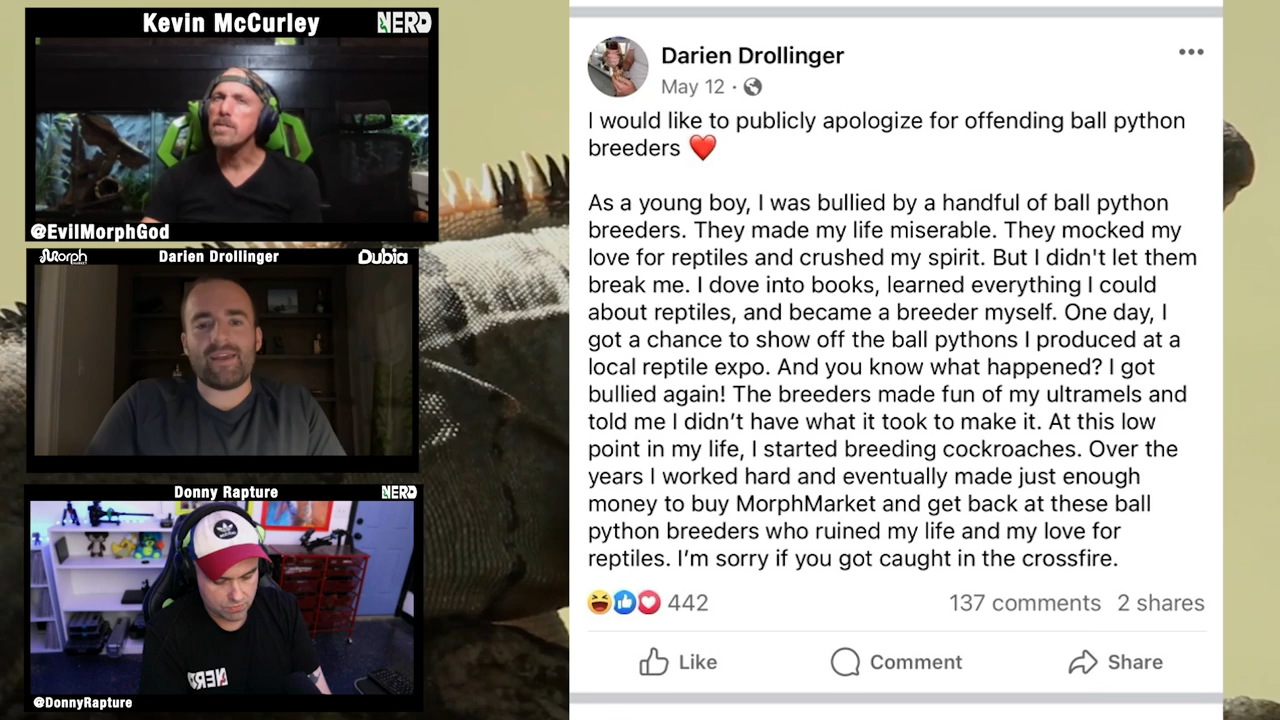 Kevin McCurley
NERD
@EvilMorphGod
Morph
Darien Drollinger
Dubia
Donny Rapture
NERD
NERD
@DonnyRapture
Darien Drollinger
May 12 ·
I would like to publicly apologize for offending ball python
breeders ❤️
As a young boy, I was bullied by a handful of ball python
breeders. They made my life miserable. They mocked my
love for reptiles and crushed my spirit. But I didn't let them
break me. I dove into books, learned everything I could
about reptiles, and became a breeder myself. One day, I
got a chance to show off the ball pythons I produced at a
local reptile expo. And you know what happened? I got
bullied again! The breeders made fun of my ultramels and
told me I didn’t have what it took to make it. At this low
point in my life, I started breeding cockroaches. Over the
years I worked hard and eventually made just enough
money to buy MorphMarket and get back at these ball
python breeders who ruined my life and my love for
reptiles. I’m sorry if you got caught in the crossfire.
442
137 comments 2 shares
Like Comment Share